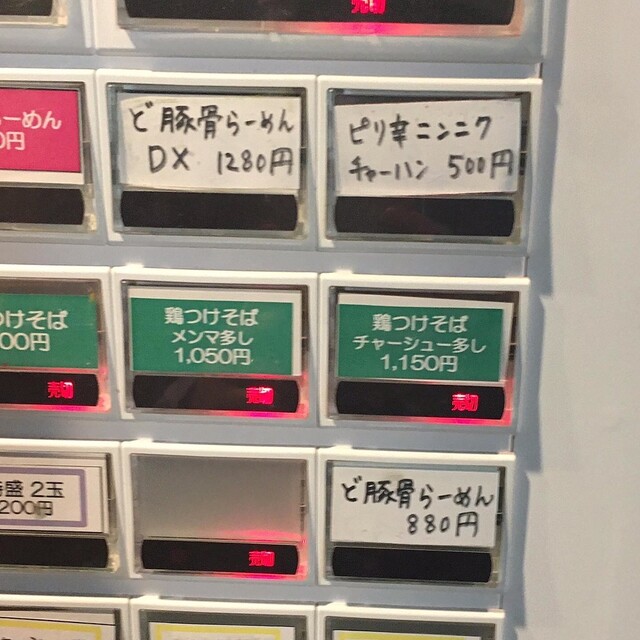 売切
らーめん
0円
ど豚骨らーめん
DX 1280円
ピリ辛ニンニク
チャーハン 500円
つけそば
00円
売切
鶏つけそば
メンマ多し
1,050円
売切
鶏つけそば
チャーシュー多し
1,150円
売切
盛 2玉
200円
売切
ど豚骨らーめん
880円